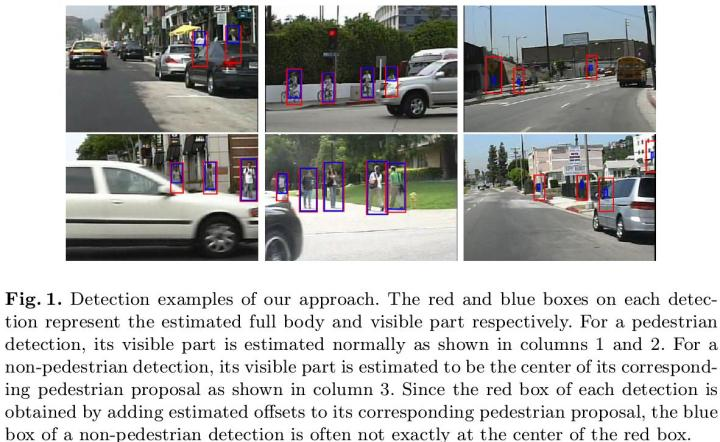 Fig. 1. Detection examples of our approach. The red and blue boxes on each detec-
tion represent the estimated full body and visible part respectively. For a pedestrian
detection, its visible part is estimated normally as shown in columns 1 and 2. For a
non-pedestrian detection, its visible part is estimated to be the center of its correspond-
ing pedestrian proposal as shown in column 3. Since the red box of each detection is
obtained by adding estimated offsets to its corresponding pedestrian proposal, the blue
box of a non-pedestrian detection is often not exactly at the center of the red box.